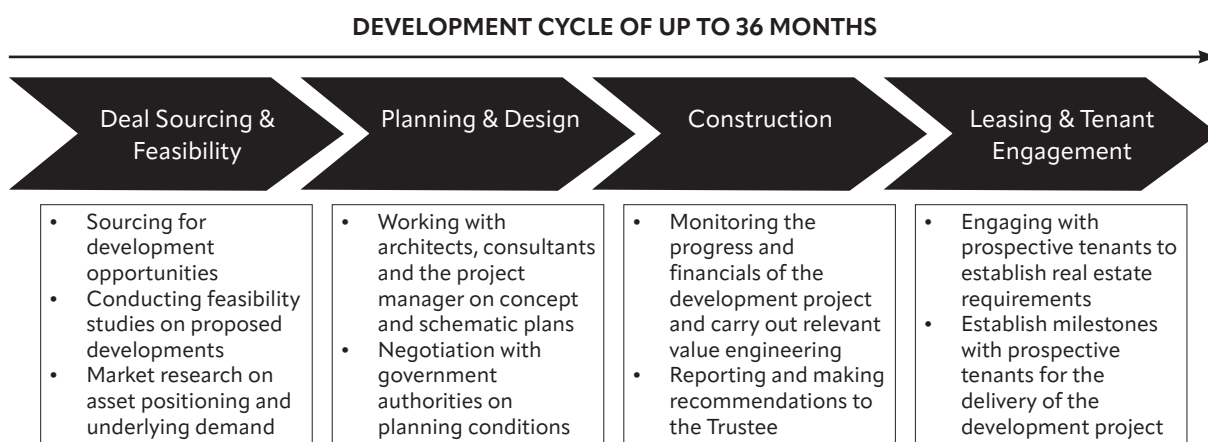 DEVELOPMENT CYCLE OF UP TO 36 MONTHS
Deal Sourcing &
Feasibility
Planning & Design
Construction
Leasing & Tenant
Engagement
• Sourcing for
development
opportunities
• Conducting feasibility
studies on proposed
developments
• Market research on
asset positioning and
underlying demand
• Working with
architects, consultants
and the project
manager on concept
and schematic plans
• Negotiation with
government
authorities on
planning conditions
• Monitoring the
progress and
financials of the
development project
and carry out relevant
value engineering
• Reporting and making
recommendations to
the Trustee
• Engaging with
prospective tenants to
establish real estate
requirements
• Establish milestones
with prospective
tenants for the
delivery of the
development project